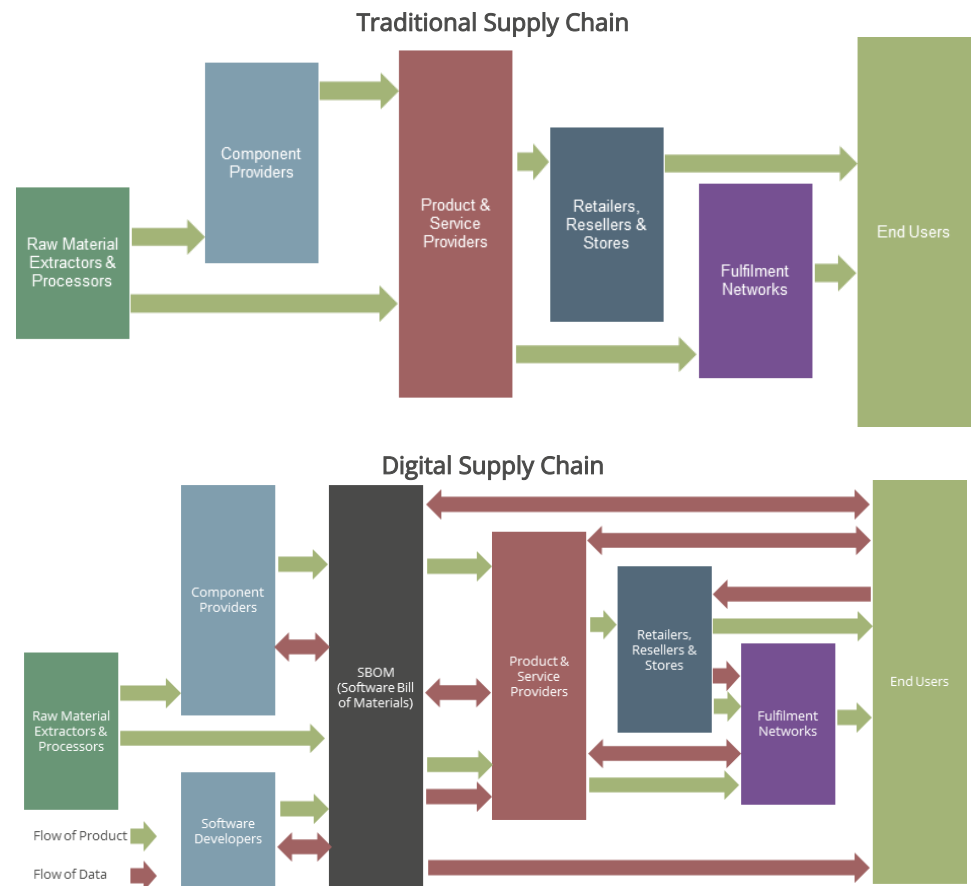 Traditional Supply Chain
Component
Providers
Raw Material
Extractors &
Processors
Product &
Service
Providers
Retailers,
Resellers &
Stores
Fulfilment
Networks
End Users
Digital Supply Chain
Component
Providers
Raw Material
Extractors &
Processors
Software
Developers
SBOM
(Software Bill
of Materials)
Product &
Service
Providers
Retailers,
Resellers &
Stores
Fulfilment
Networks
End Users
Flow of Product
Flow of Data